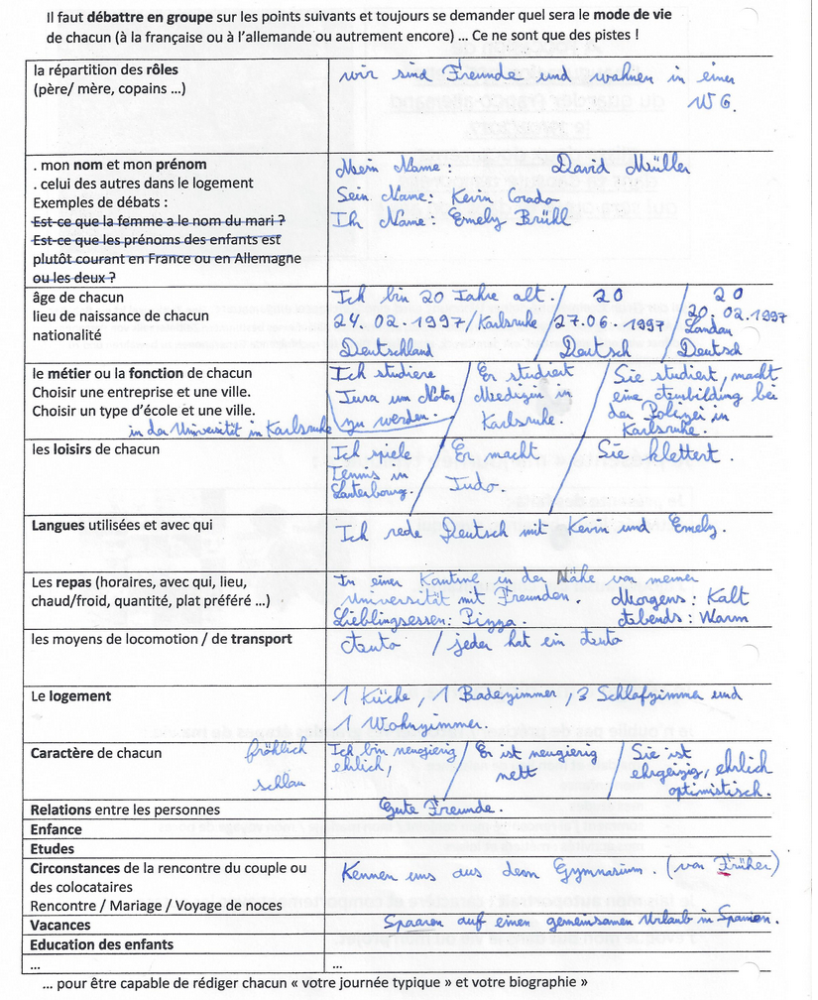 Il faut débattre en groupe sur les points suivants et toujours se demander quel sera le mode de vie
de chacun (à la française ou à l'allemande ou autrement encore) ... Ce ne sont que des pistes !
la répartition des rôles
(père/ mère, copains ...)
wir sind Freunde und wahnen in einer
WG.
. mon nom et mon prénom
. celui des autres dans le logement
Exemples de débats :
Est-ce que la femme a le nom du mari ?
Est-ce que les prénoms des enfants est
plutôt courant en France ou en Allemagne
ou les deux ?
Mein Name : David Müller
Sein Name: Kevin Corado
Ihr Name: Emely Brühl
âge de chacun
lieu de naissance de chacun
nationalité
Ich bin 20 Jahre alt. / 20 / 20
24.02.1997/Karlsruhe / 27.06.1997 / 20.02.1997
Landau
Deutschland / Deutsch / Deutsch
le métier ou la fonction de chacun
Choisir une entreprise et une ville.
Choisir un type d'école et une ville.
Ich studiere
Jura um Notar
zu werden.
in der Universität in Karlsruhe
Er studiert
Medizin in
Karlsruhe.
Sie studiert, macht
eine Ausbildung bei
der Polizei in
Karlsruhe.
les loisirs de chacun
Ich spiele
Tennis in
Lauterbourg.
Er macht
Judo.
Sie klettert.
Langues utilisées et avec qui
Ich rede Deutsch mit Kevin und Emely.
Les repas (horaires, avec qui, lieu,
chaud/froid, quantité, plat préféré ...)
In einer Kantine in der Nähe von meiner
Universität mit Freunden. Morgens: Kalt
Lieblingsessen: Pizza. Abends: Warm
les moyens de locomotion / de transport
Auto / jeder hat ein Auto
Le logement
1 Küche, 1 Badezimmer, 3 Schlafzimmer und
1 Wohnzimmer.
Caractère de chacun
fröhlich
schlau
Ich bin neugierig
ehrlich,
Er ist neugierig
nett
Sie ist
ehrgeizig, ehrlich
optimistisch.
Relations entre les personnes
Gute Freunde.
Enfance
Etudes
Circonstances de la rencontre du couple ou
des colocataires
Rencontre / Mariage / Voyage de noces
Kennen uns aus dem Gymnasium. (von Früher)
Vacances
Spaaren auf einen gemeinsamen Urlaub in Spanien.
Education des enfants
... ...
... pour être capable de rédiger chacun « votre journée typique » et votre biographie »